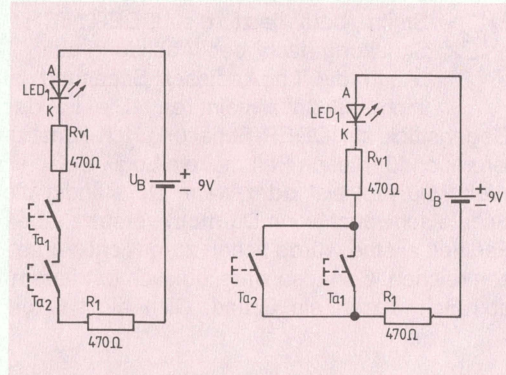 A
LED1
K
RV1
470Ω
UB
+
9V
Ta1
Ta2
R1
470Ω
A
LED1
K
RV1
470Ω
UB
+
−
9V
Ta2
Ta1
R1
470Ω